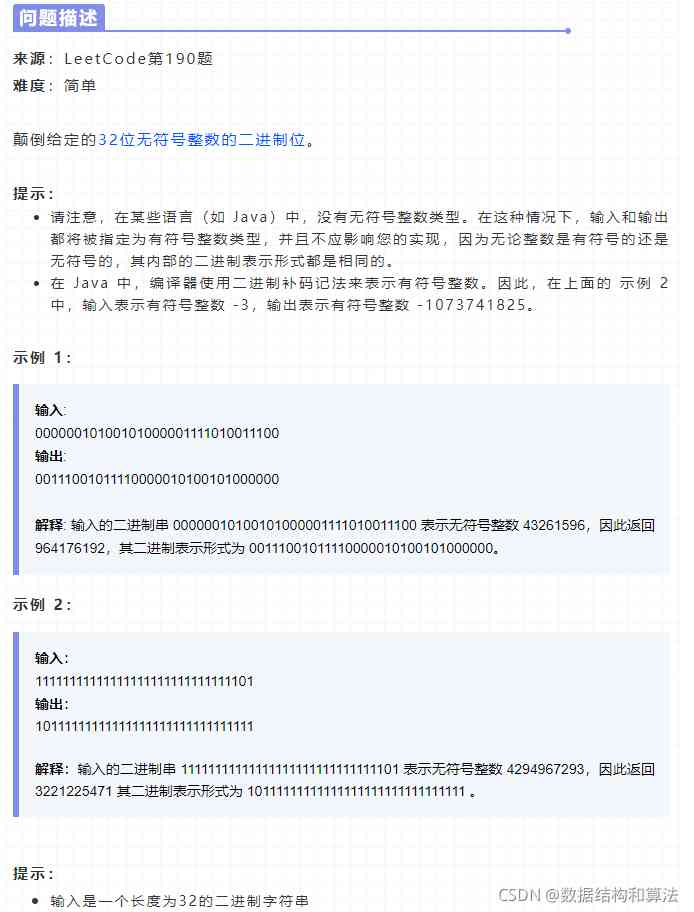 问题描述
来源：LeetCode第190题
难度：简单
颠倒给定的32位无符号整数的二进制位。
提示：
• 请注意，在某些语言（如 Java）中，没有无符号整数类型。在这种情况下，输入和输出
都将被指定为有符号整数类型，并且不应影响您的实现，因为无论整数是有符号的还是
无符号的，其内部的二进制表示形式都是相同的。
• 在 Java 中，编译器使用二进制补码记法来表示有符号整数。因此，在上面的 示例 2
中，输入表示有符号整数 -3，输出表示有符号整数 -1073741825。
示例 1：
输入:
00000010100101000001111010011100
输出:
00111001011110000010100101000000
解释: 输入的二进制串 00000010100101000001111010011100 表示无符号整数 43261596，因此返回
964176192，其二进制表示形式为 00111001011110000010100101000000。
示例 2：
输入：
11111111111111111111111111111101
输出：
10111111111111111111111111111111
解释：输入的二进制串 11111111111111111111111111111101 表示无符号整数 4294967293，因此返回
3221225471 其二进制表示形式为 10111111111111111111111111111111 。
提示：
• 输入是一个长度为32的二进制字符串
CSDN @数据结构和算法